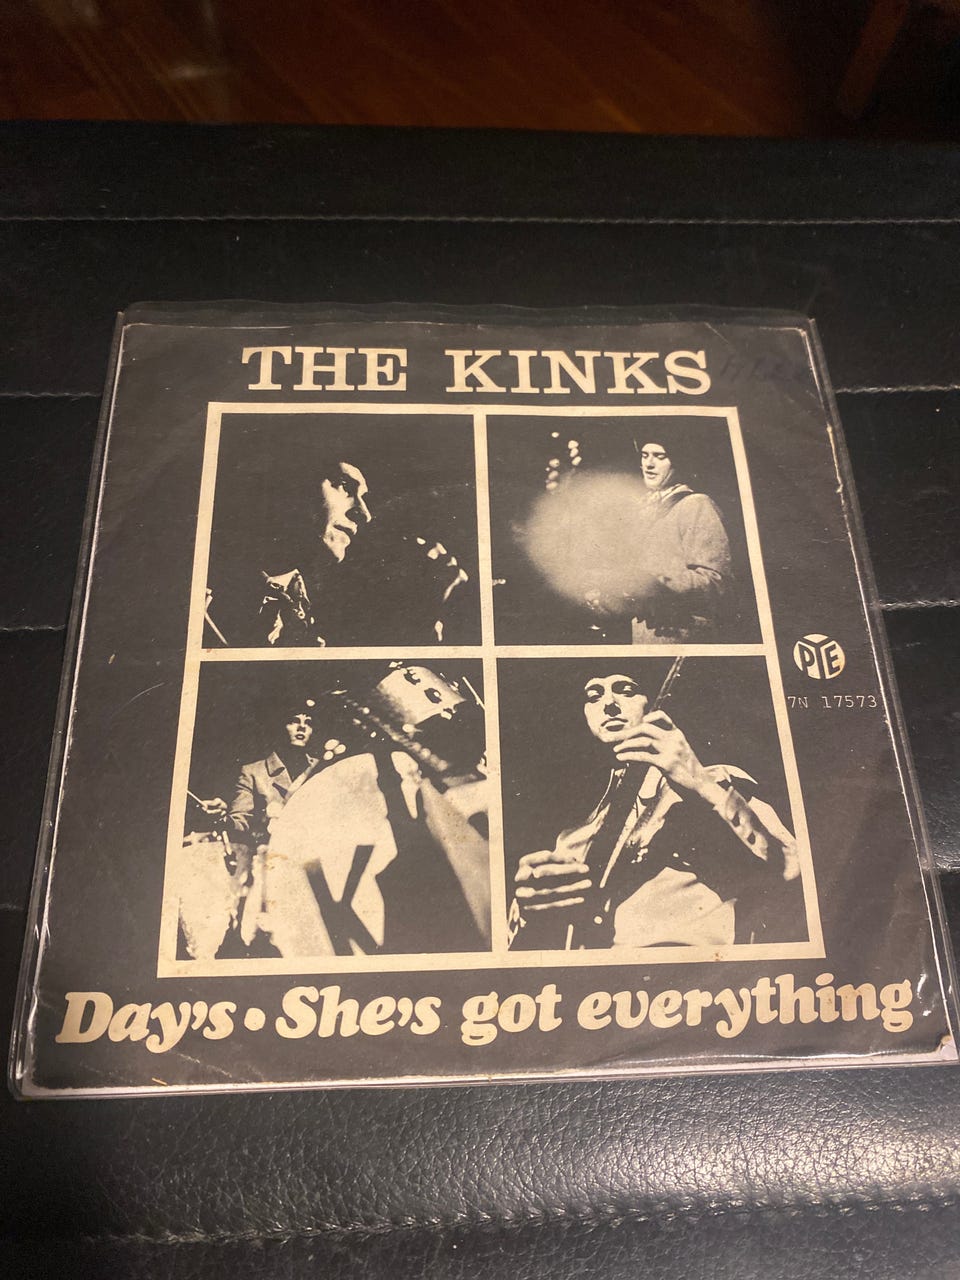 THE KINKS
PYE
7N 17573
Day's • She's got everything